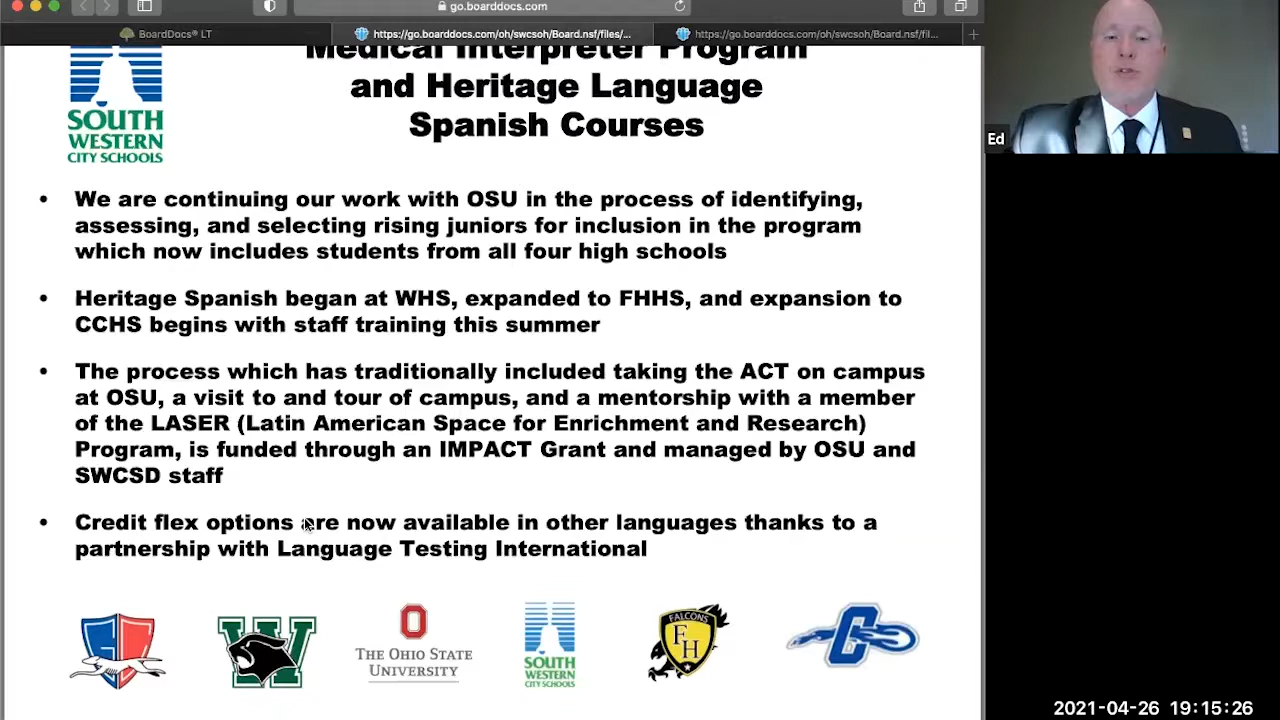 go.boarddocs.com
BoardDocs® LT
https://go.boarddocs.com/oh/swcsoh/Board.nsf/files/...
https://go.boarddocs.com/oh/swcsoh/Board.nsf/fil...
Medical Interpreter Program
and Heritage Language
Spanish Courses
SOUTH
WESTERN
CITY SCHOOLS
Ed
• We are continuing our work with OSU in the process of identifying,
assessing, and selecting rising juniors for inclusion in the program
which now includes students from all four high schools
• Heritage Spanish began at WHS, expanded to FHHS, and expansion to
CCHS begins with staff training this summer
• The process which has traditionally included taking the ACT on campus
at OSU, a visit to and tour of campus, and a mentorship with a member
of the LASER (Latin American Space for Enrichment and Research)
Program, is funded through an IMPACT Grant and managed by OSU and
SWCSD staff
• Credit flex options are now available in other languages thanks to a
partnership with Language Testing International
W
O
THE OHIO STATE
UNIVERSITY
SOUTH
WESTERN
CITY SCHOOLS
FALCONS
F
H
C
2021-04-26 19:15:26